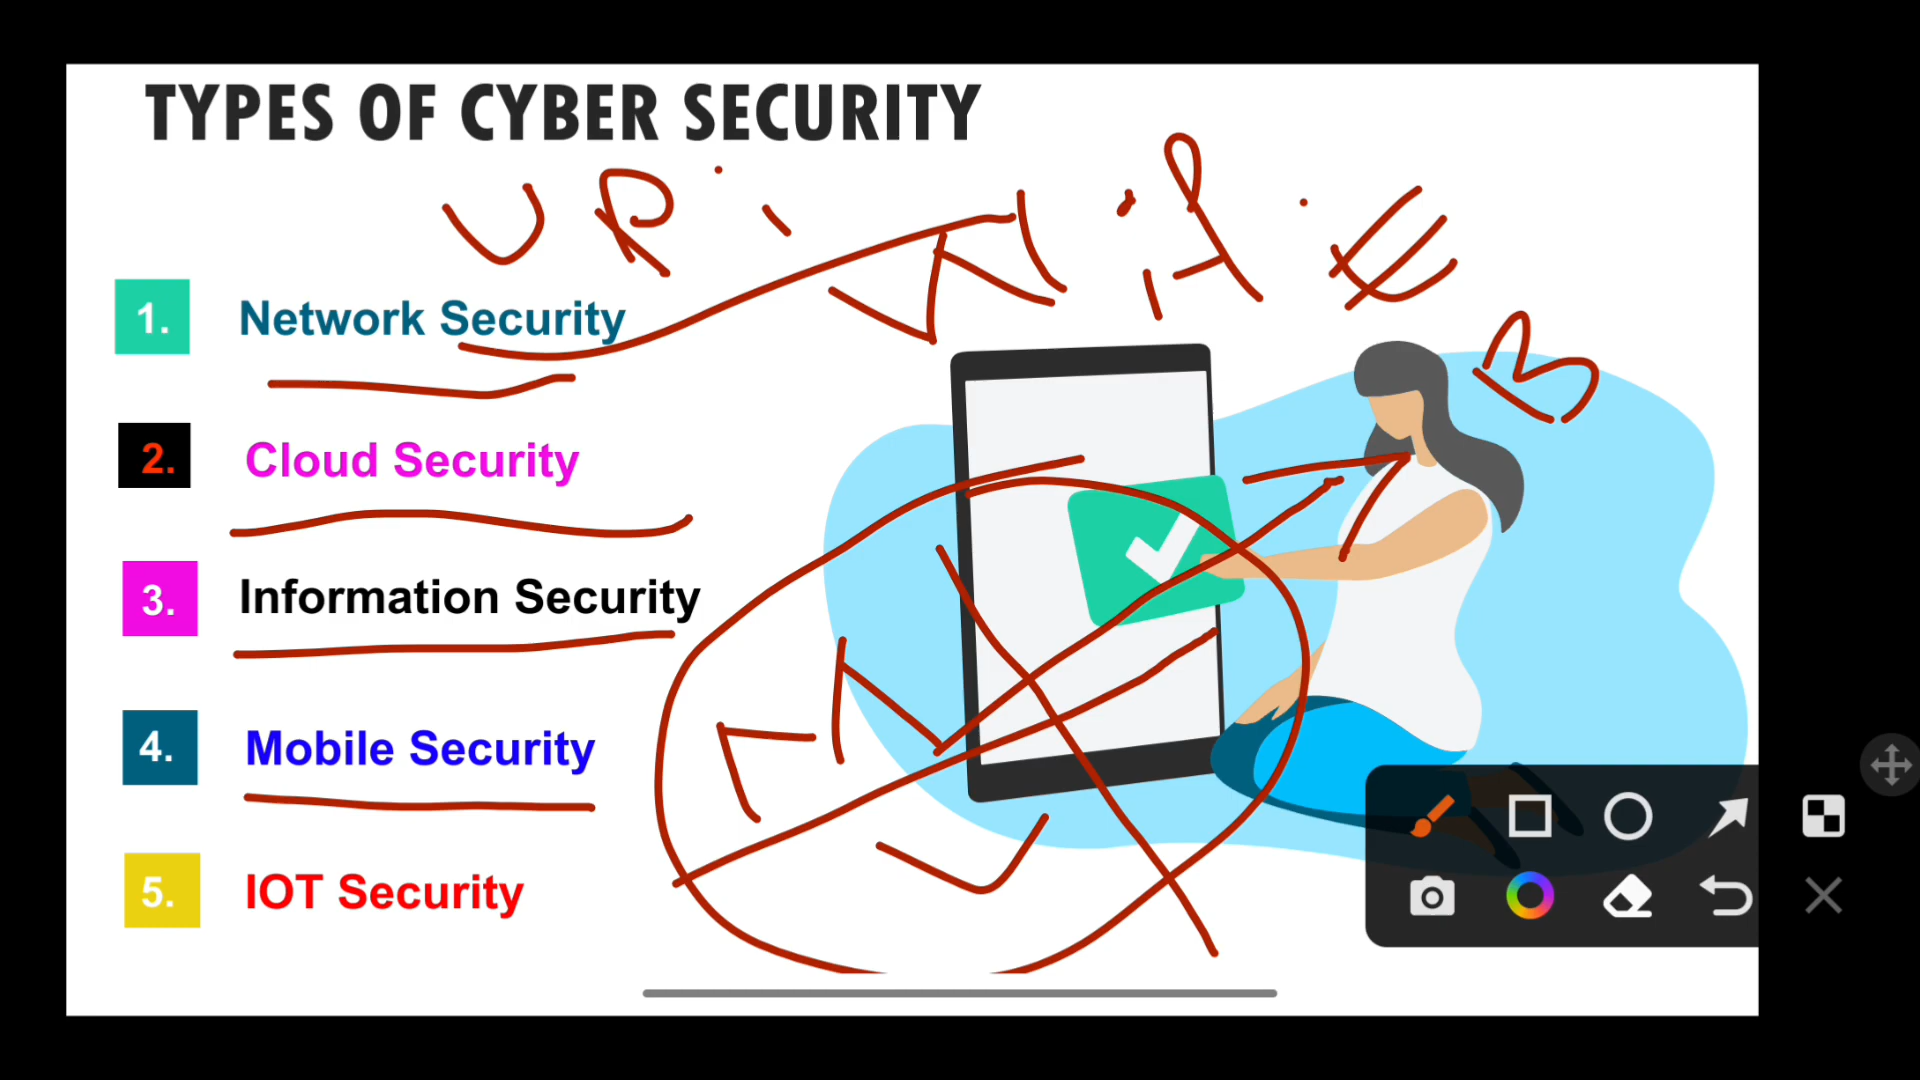 TYPES OF CYBER SECURITY
1. Network Security
2. Cloud Security
3. Information Security
4. Mobile Security
5. IOT Security